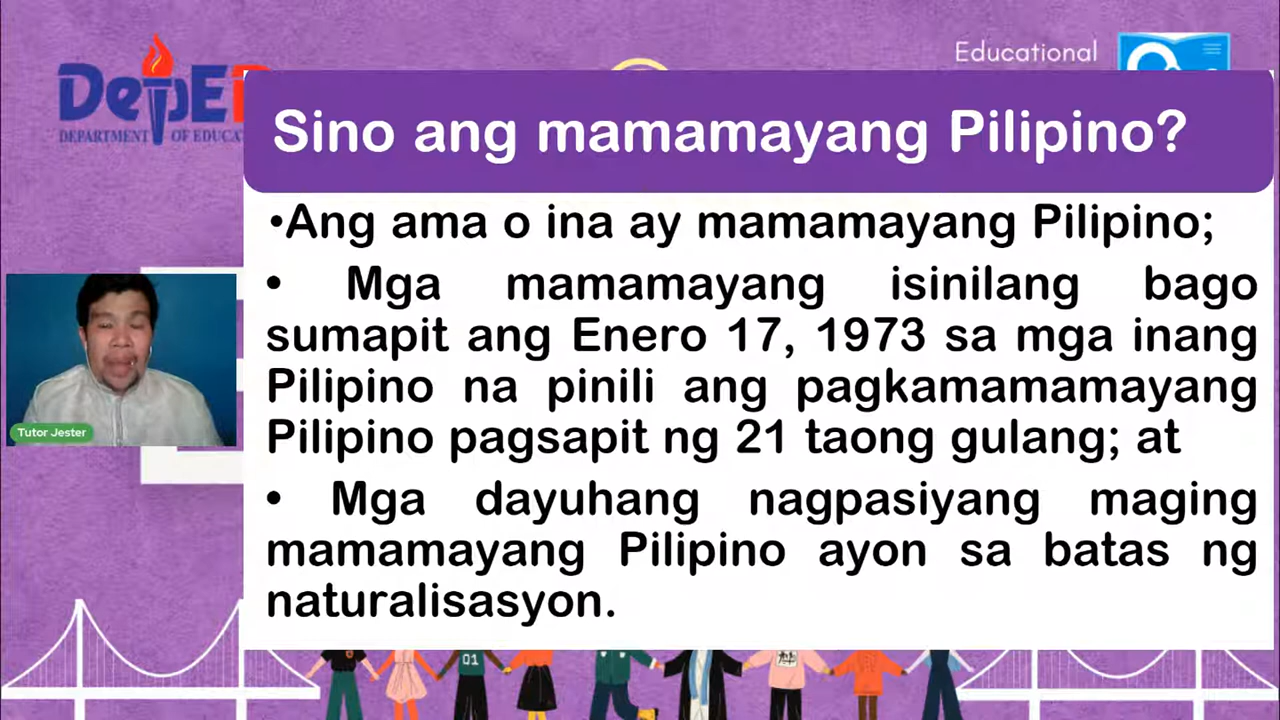 Educational
DepED
DEPARTMENT OF EDUCA
Sino ang mamamayang Pilipino?
•Ang ama o ina ay mamamayang Pilipino;
• Mga mamamayang isinilang bago
sumapit ang Enero 17, 1973 sa mga inang
Pilipino na pinili ang pagkamamamayang
Pilipino pagsapit ng 21 taong gulang; at
• Mga dayuhang nagpasiyang maging
mamamayang Pilipino ayon sa batas ng
naturalisasyon.
Tutor Jester
01